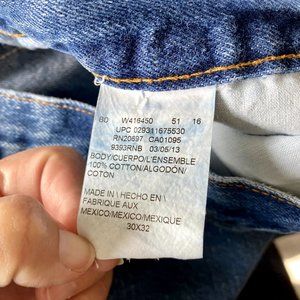 80 W416450 51 16
UPC 029311675530
RN20697 CA01095
9393RNB 03/05/13
BODY/CUERPO/L'ENSEMBLE
100% COTTON/ALGODON/
COTON
MADE IN \ HECHO EN \
FABRIQUE AUX
MEXICO/MEXICO/MEXIQUE
30X32